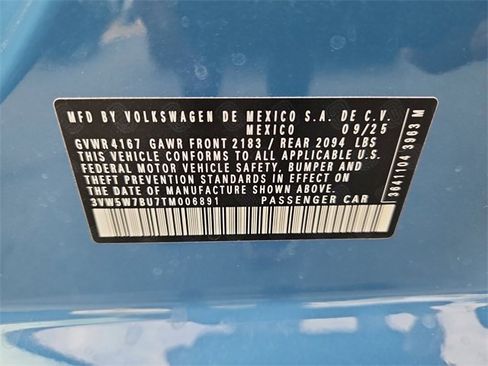 MFD BY VOLKSWAGEN DE MEXICO S.A. DE C.V.
MEXICO 09/25
GVWR 4167 GAWR FRONT 2183 / REAR 2094 LBS
THIS VEHICLE CONFORMS TO ALL APPLICABLE U.S.
FEDERAL MOTOR VEHICLE SAFETY, BUMPER AND
THEFT PREVENTION STANDARDS IN EFFECT ON THE
DATE OF MANUFACTURE SHOWN ABOVE.
3VW5W7BU7TM006891 PASSENGER CAR
3641104 3963 M